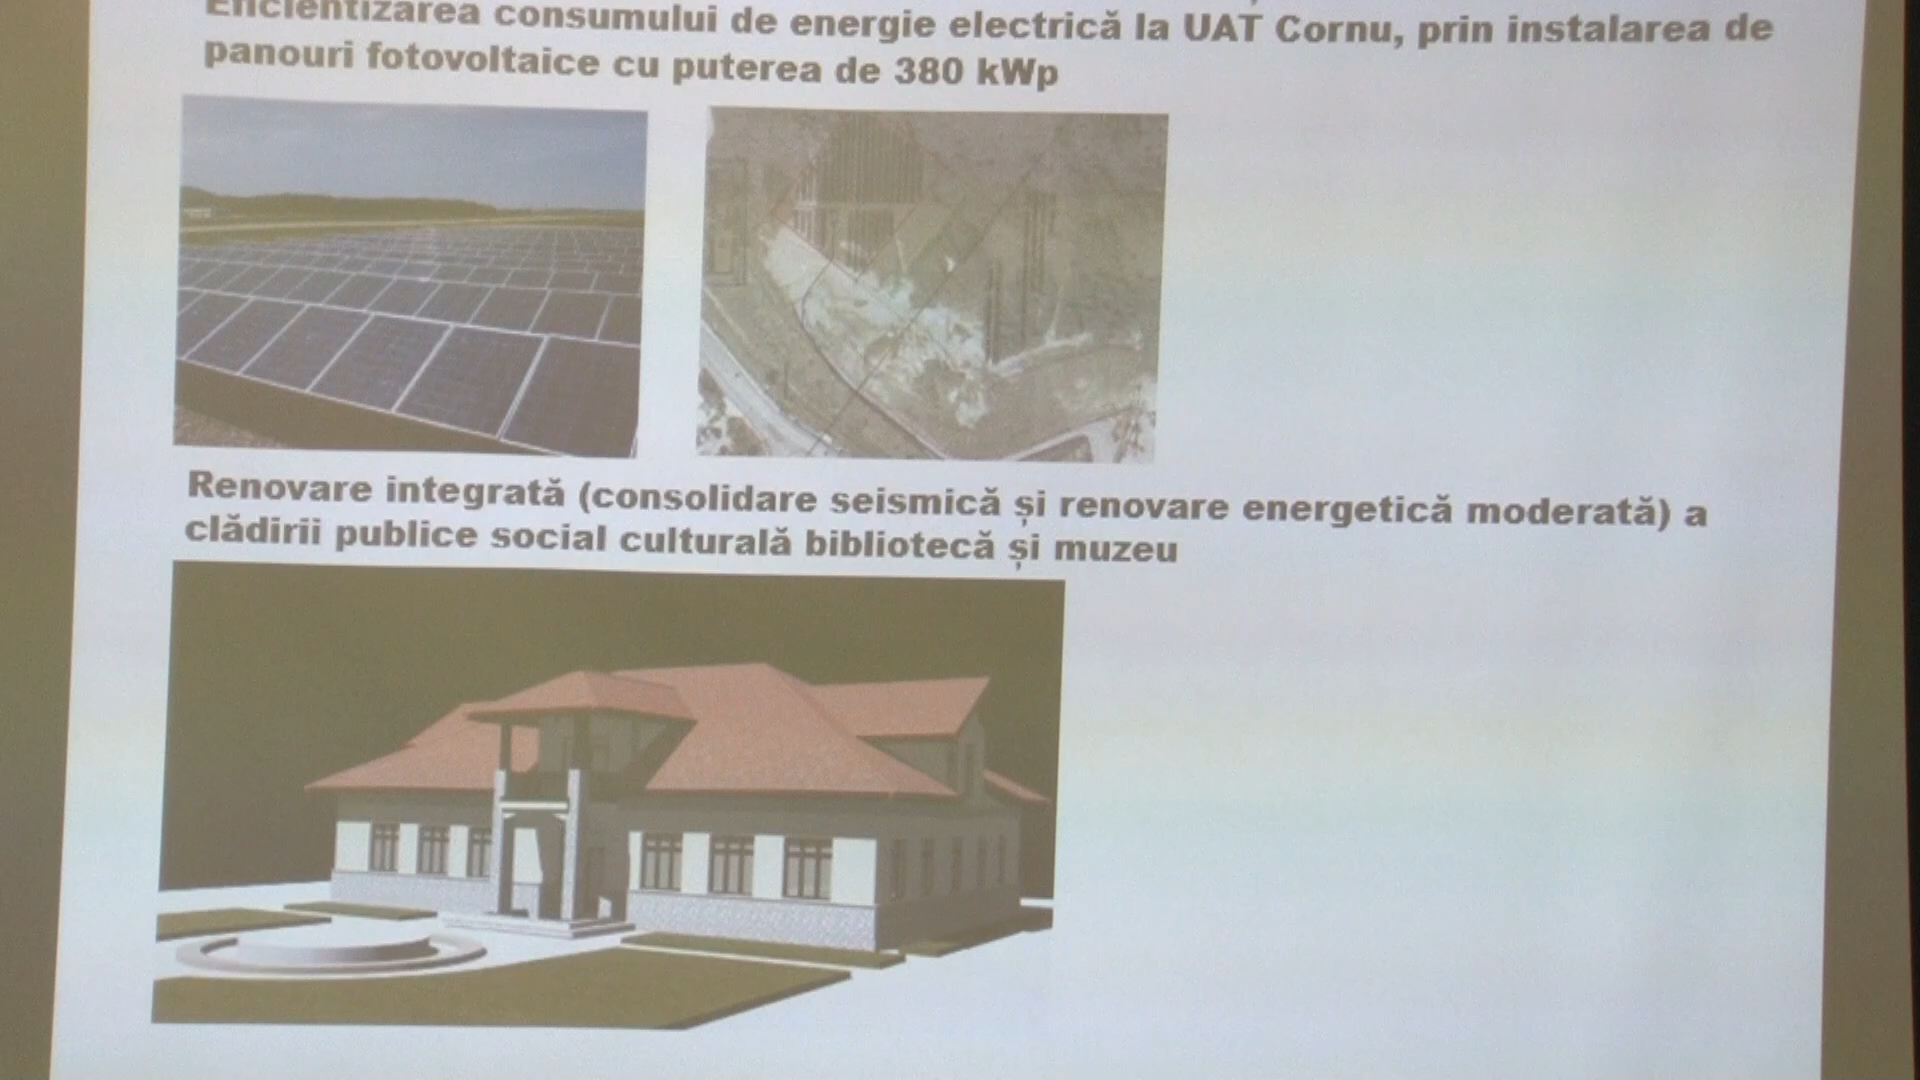 Eficientizarea consumului de energie electrică la UAT Cornu, prin instalarea de
panouri fotovoltaice cu puterea de 380 kWp
Renovare integrată (consolidare seismică și renovare energetică moderată) a
clădirii publice social culturală bibliotecă și muzeu